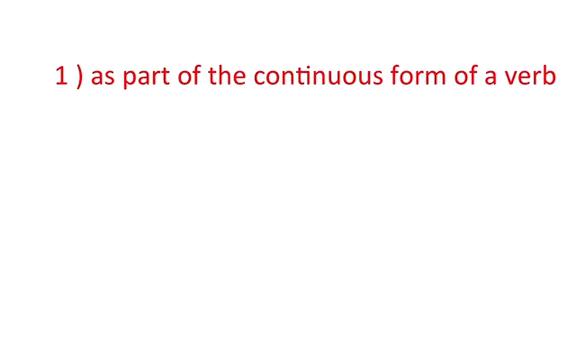 1 ) as part of the continuous form of a verb